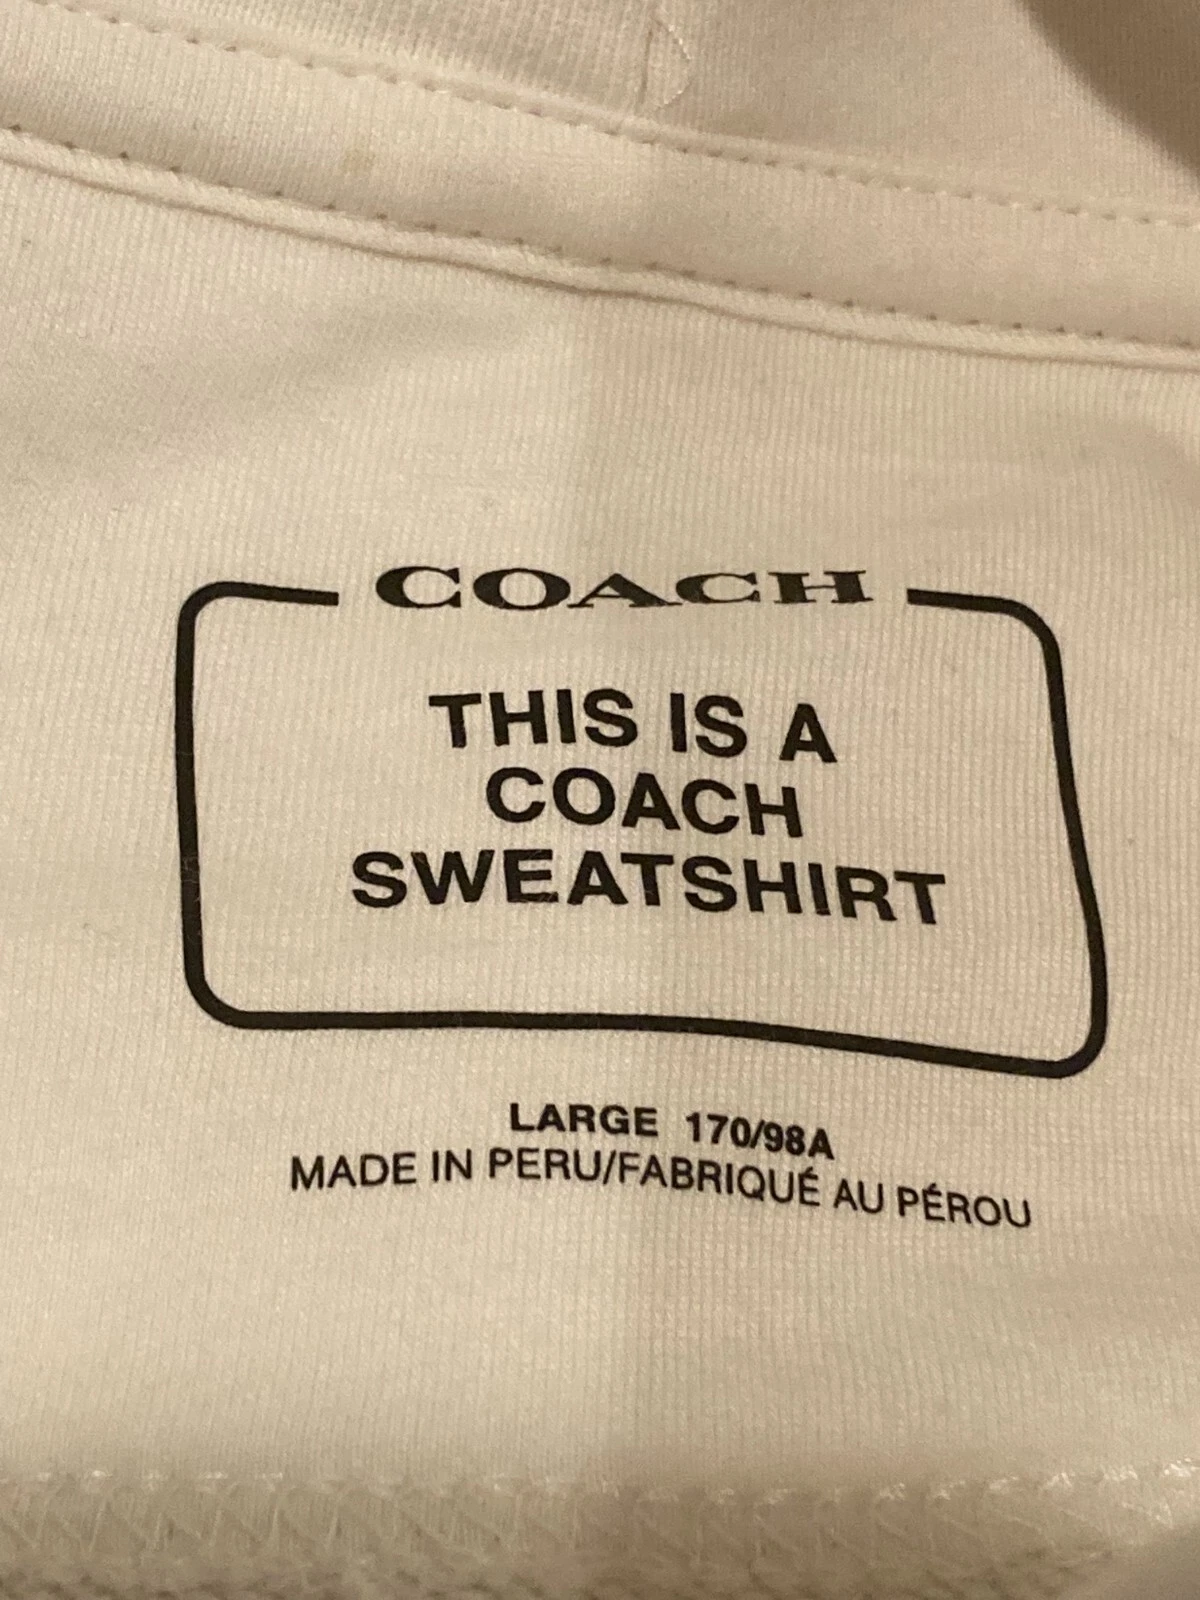 COACH
THIS IS A
COACH
SWEATSHIRT
LARGE 170/98A
MADE IN PERU/FABRIQUÉ AU PÉROU